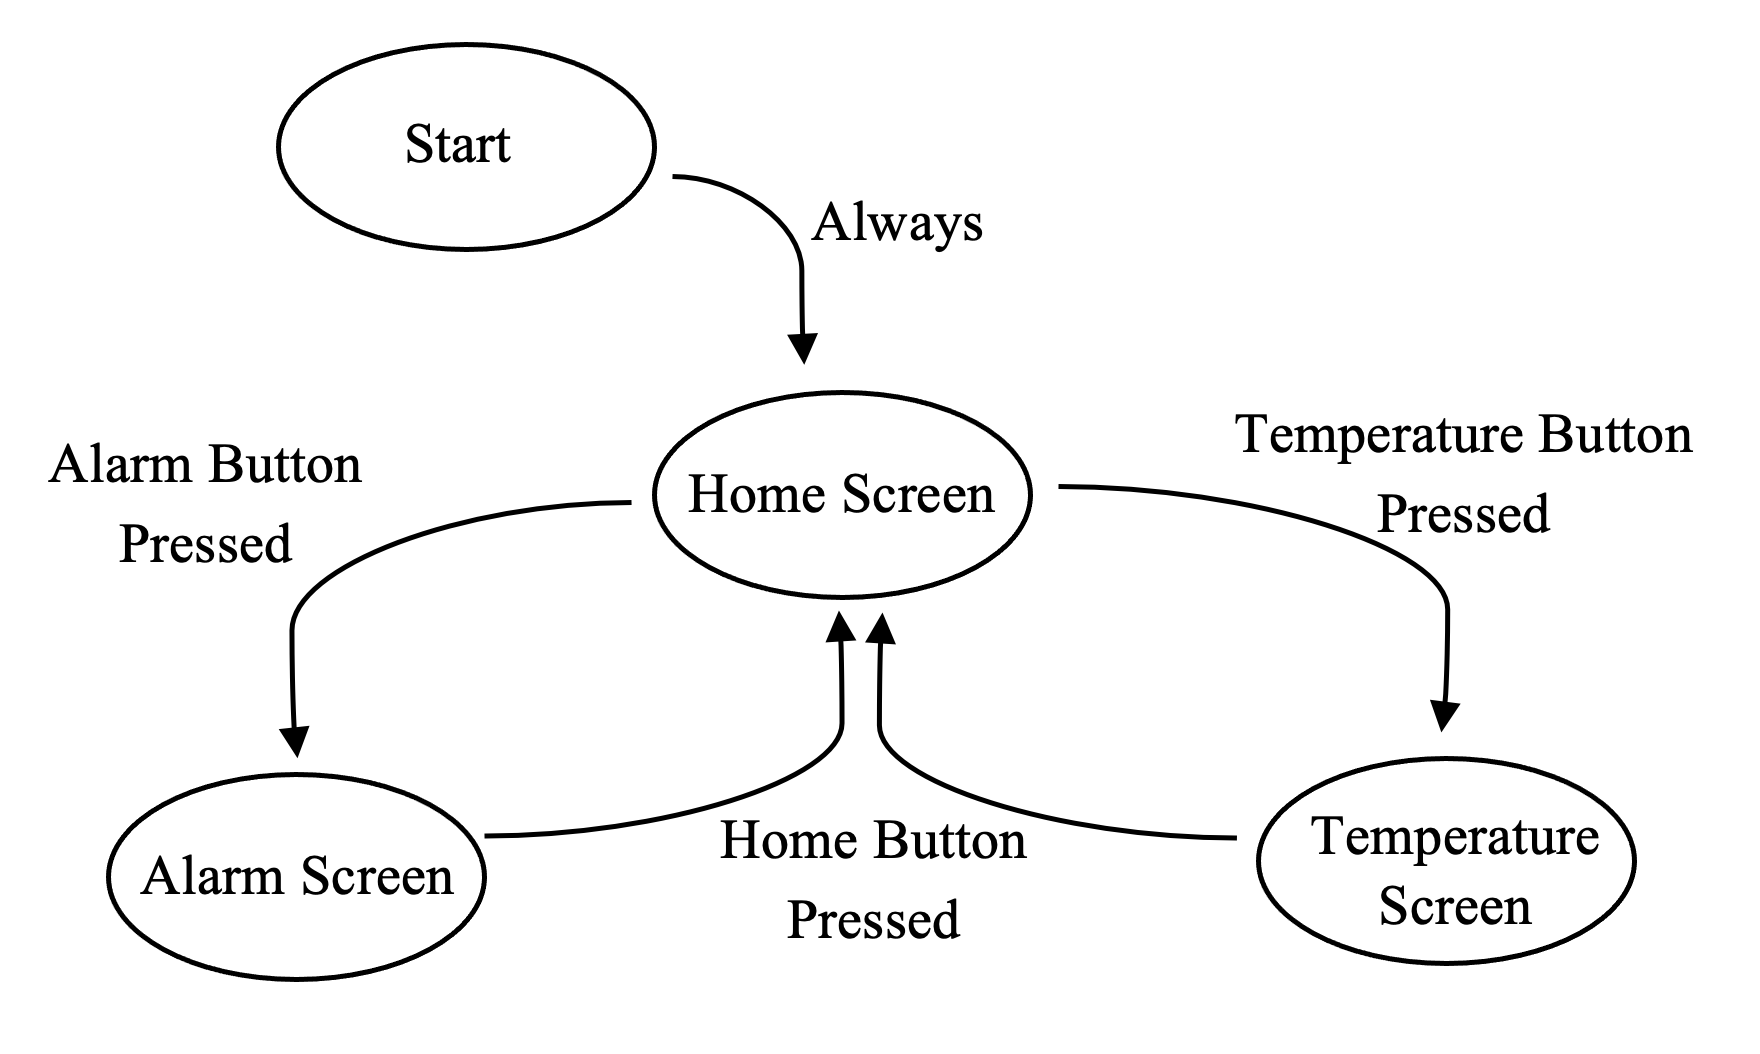 Start
Always
Alarm Button
Pressed
Home Screen
Temperature Button
Pressed
Alarm Screen
Home Button
Pressed
Temperature
Screen